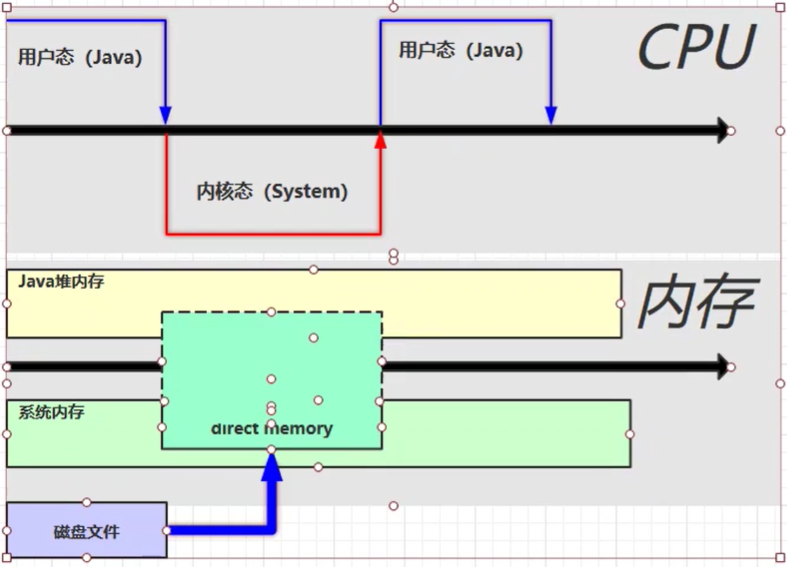 CPU
用户态（Java）
用户态（Java）
内核态（System）
内存
Java堆内存
系统内存
direct memory
磁盘文件